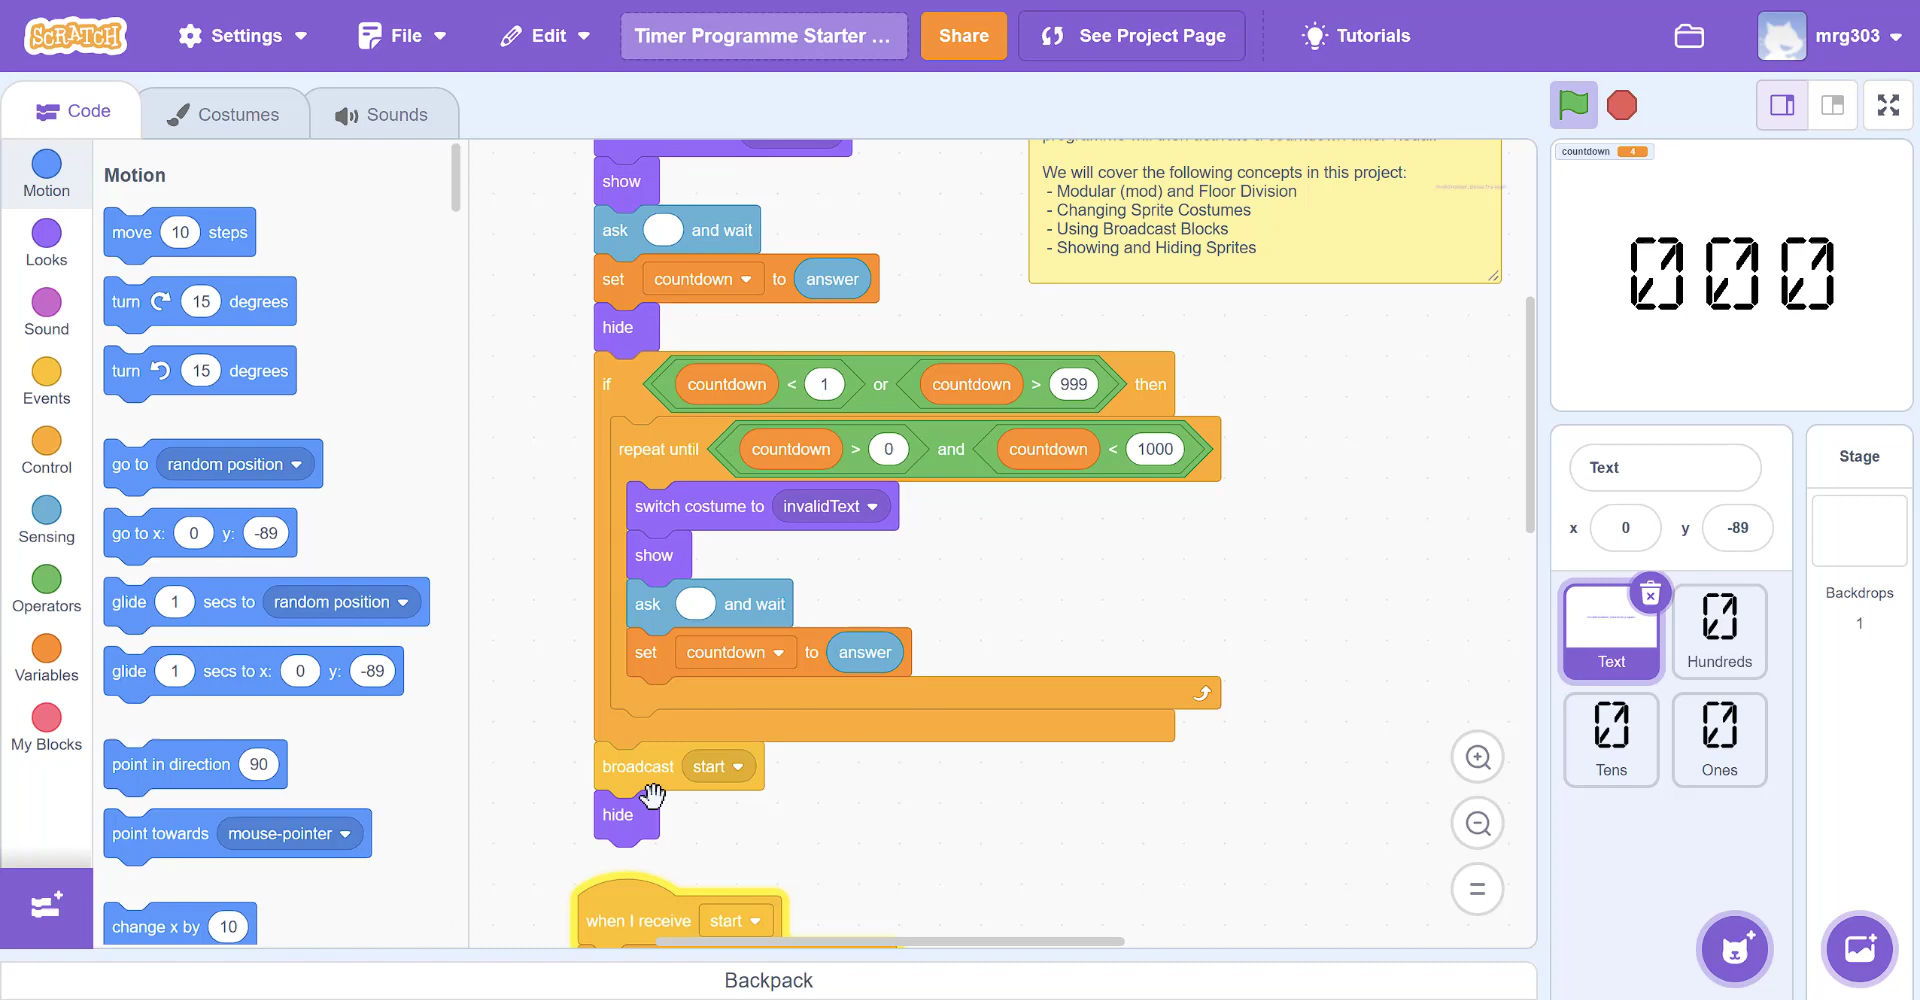 SCRATCH
Settings
File
Edit
Timer Programme Starter ...
Share
See Project Page
Tutorials
mrg303
Code
Costumes
Sounds
Motion
Looks
Sound
Events
Control
Sensing
Operators
Variables
My Blocks
Motion
move 10 steps
turn 15 degrees
turn 15 degrees
go to random position
go to x: 0 y: -89
glide 1 secs to random position
glide 1 secs to x: 0 y: -89
point in direction 90
point towards mouse-pointer
change x by 10
show
ask and wait
set countdown to answer
hide
if countdown < 1 or countdown > 999 then
repeat until countdown > 0 and countdown < 1000
switch costume to invalidText
show
ask and wait
set countdown to answer
broadcast start
hide
when I receive start
We will cover the following concepts in this project:
- Modular (mod) and Floor Division
- Changing Sprite Costumes
- Using Broadcast Blocks
- Showing and Hiding Sprites
countdown 4
000
Text
x 0 y -89
Text
0
Hundreds
0
Tens
0
Ones
Stage
Backdrops
1
Backpack